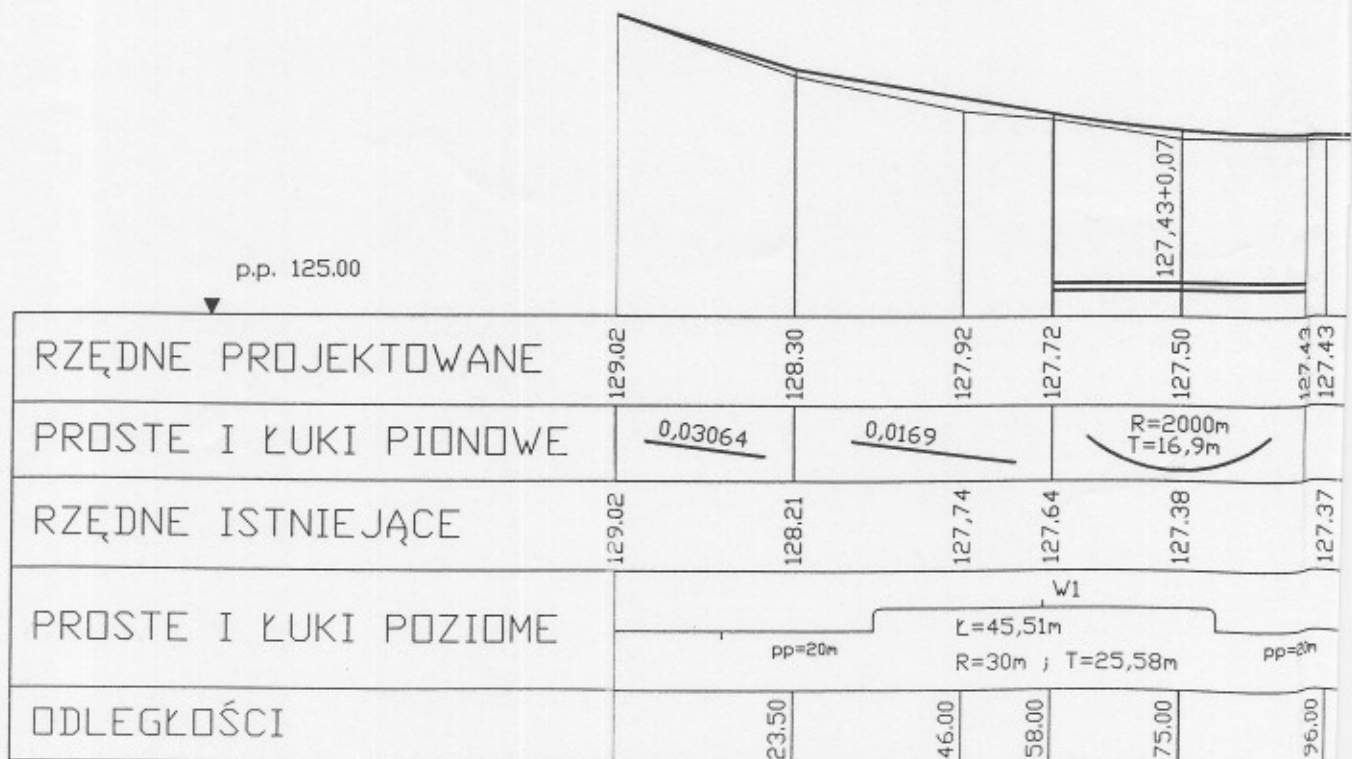 127,43+0,07
p.p. 125.00
RZĘDNE PROJEKTOWANE 129.02 128.30 127.92 127.72 127.50 127.43 127.43
PROSTE I ŁUKI PIONOWE 0,03064 0,0169 R=2000m
T=16,9m
RZĘDNE ISTNIEJĄCE 129.02 128.21 127,74 127.64 127.38 127.37
W1
PROSTE I ŁUKI POZIOME pp=20m Ł=45,51m pp=20m
R=30m ; T=25,58m
ODLEGŁOŚCI 23.50 46.00 58.00 75.00 96.00